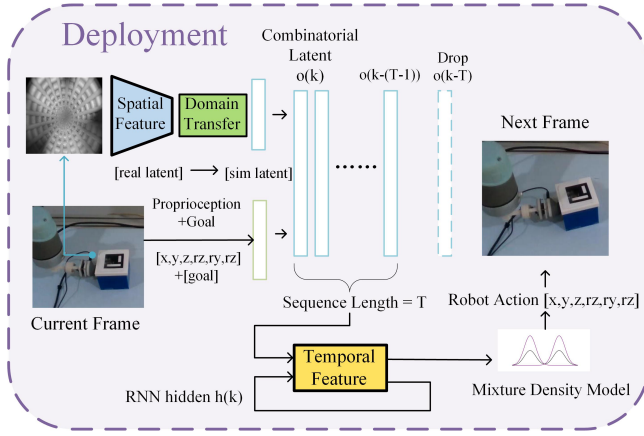 Deployment
Combinatorial
Latent
o(k)
o(k-(T-1))
Drop
o(k-T)
Spatial
Feature
Domain
Transfer
[real latent]
[sim latent]
Next Frame
Proprioception
+Goal
[x,y,z,rz,ry,rz]
+[goal]
Current Frame
Sequence Length = T
Robot Action [x,y,z,rz,ry,rz]
Temporal
Feature
RNN hidden h(k)
Mixture Density Model